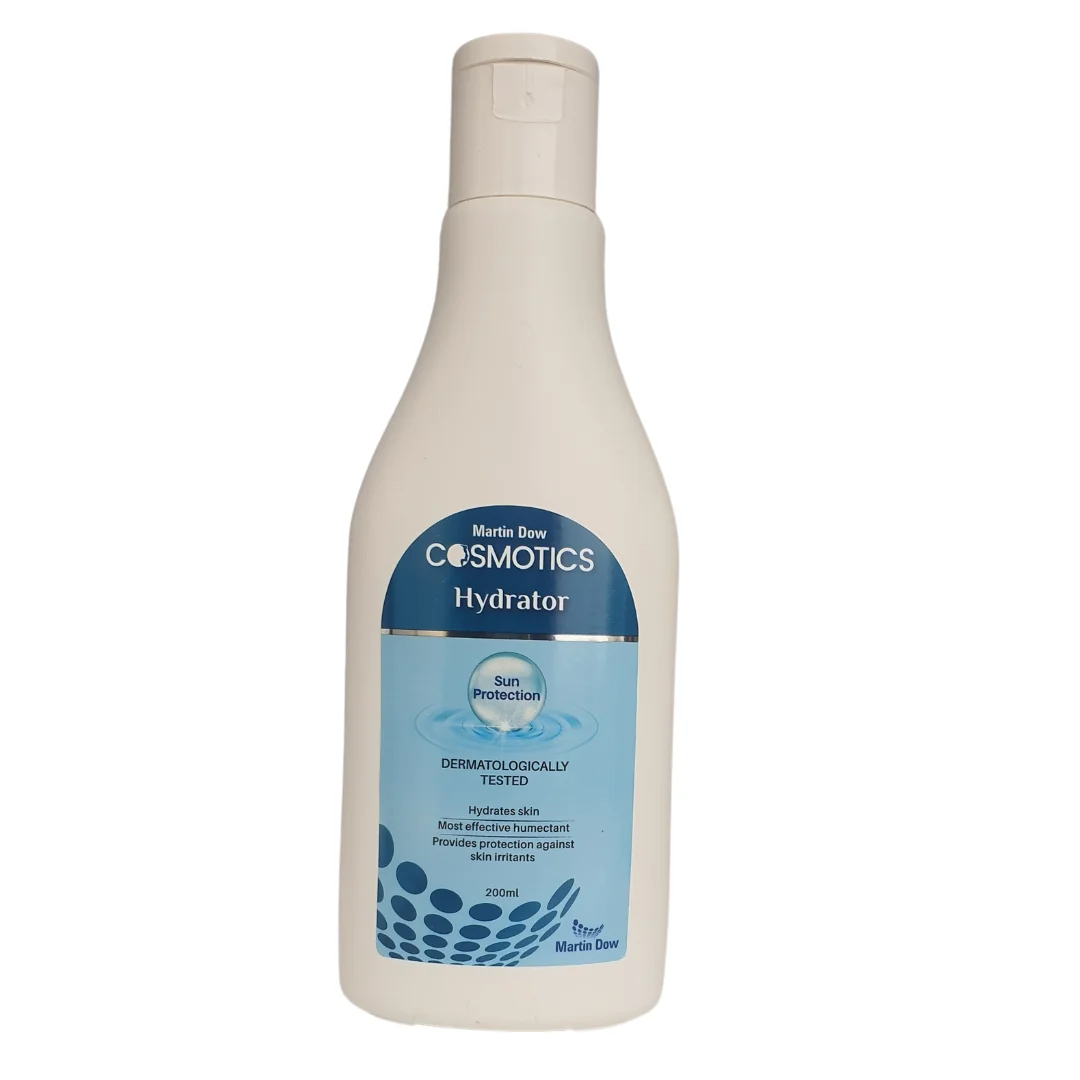 Martin Dow
COSMOTICS
Hydrator
Sun
Protection
DERMATOLOGICALLY
TESTED
Hydrates skin
Most effective humectant
Provides protection against
skin irritants
200ml
Martin Dow